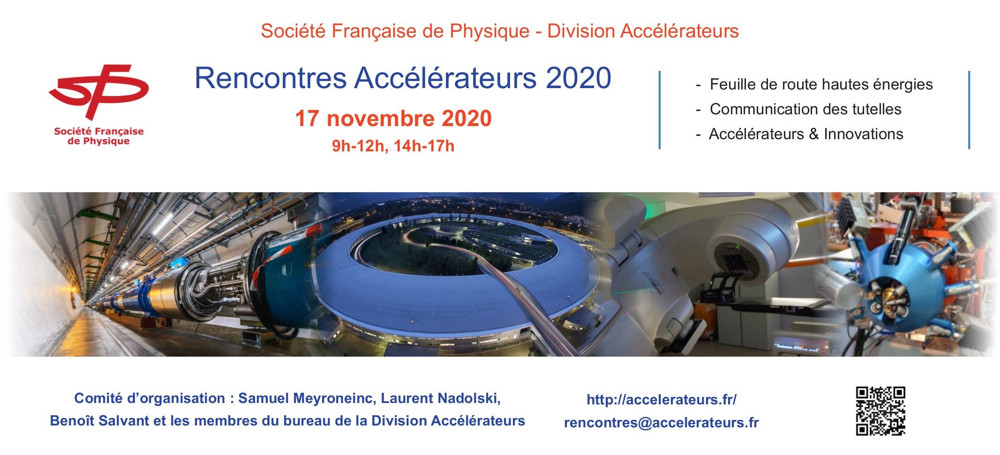 Société Française de Physique - Division Accélérateurs
SFP
Société Française
de Physique
Rencontres Accélérateurs 2020
17 novembre 2020
9h-12h, 14h-17h
- Feuille de route hautes énergies
- Communication des tutelles
- Accélérateurs & Innovations
TRUEBEAM
Comité d’organisation : Samuel Meyroneinc, Laurent Nadolski,
Benoît Salvant et les membres du bureau de la Division Accélérateurs
http://accelerateurs.fr/
rencontres@accelerateurs.fr